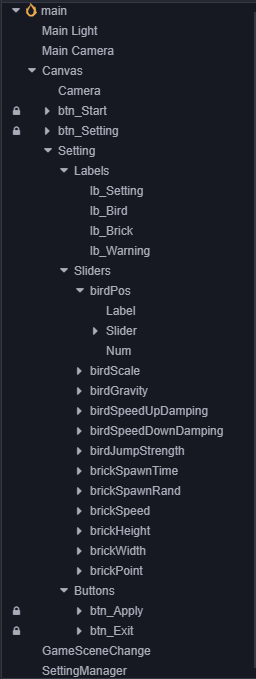 main
Main Light
Main Camera
Canvas
Camera
btn_Start
btn_Setting
Setting
Labels
lb_Setting
lb_Bird
lb_Brick
lb_Warning
Sliders
birdPos
Label
Slider
Num
birdScale
birdGravity
birdSpeedUpDamping
birdSpeedDownDamping
birdJumpStrength
brickSpawnTime
brickSpawnRand
brickSpeed
brickHeight
brickWidth
brickPoint
Buttons
btn_Apply
btn_Exit
GameSceneChange
SettingManager